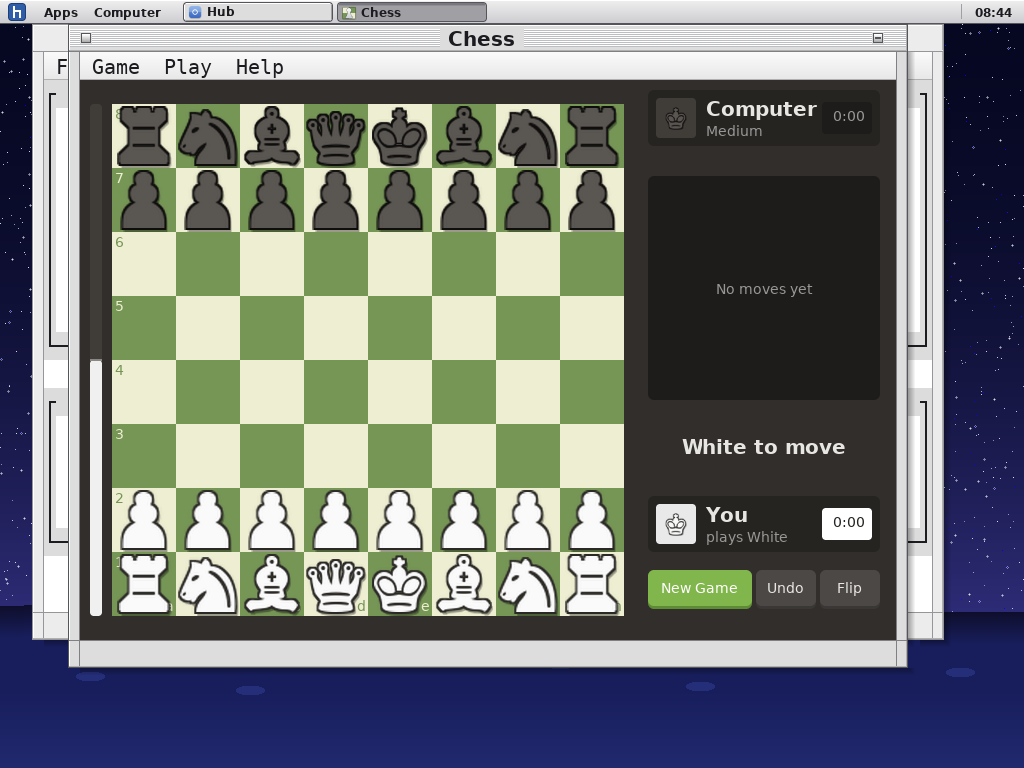 Apps Computer Hub Chess 08:44
Chess
F Game Play Help
8
7
6
5
4
3
2
1
d e
Computer
Medium
0:00
No moves yet
White to move
You
plays White
0:00
New Game Undo Flip